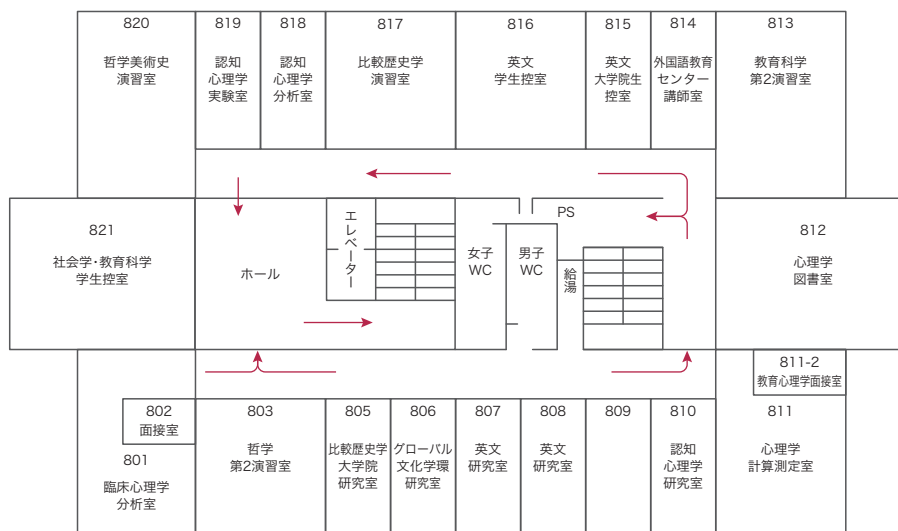 820
哲学美術史
演習室
819
認知
心理学
実験室
818
認知
心理学
分析室
817
比較歴史学
演習室
816
英文
学生控室
815
英文
大学院生
控室
814
外国語教育
センター
講師室
813
教育科学
第2演習室
821
社会学・教育科学
学生控室
ホール
エレベーター
女子
WC
男子
WC
PS
給湯
812
心理学
図書室
811-2
教育心理学面接室
802
面接室
801
臨床心理学
分析室
803
哲学
第2演習室
805
比較歴史学
大学院
研究室
806
グローバル
文化学環
研究室
807
英文
研究室
808
英文
研究室
809
810
認知
心理学
研究室
811
心理学
計算測定室